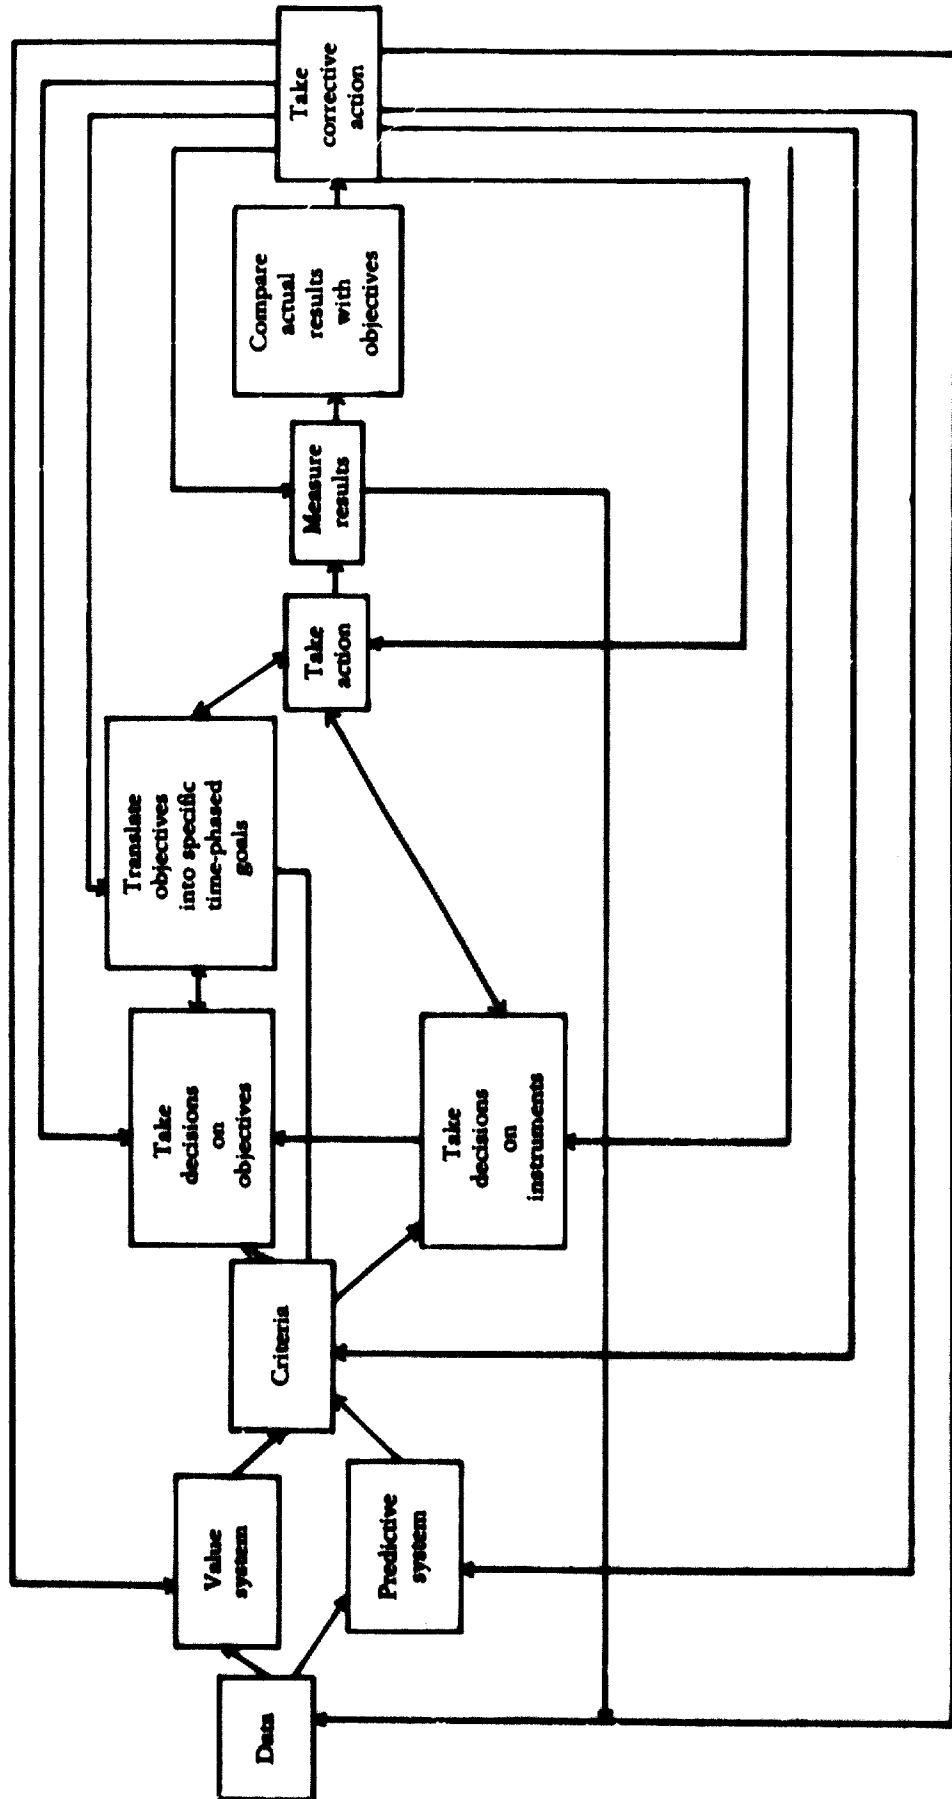 Data
Value
system
Predictive
system
Criteria
Take
decisions
on
objectives
Take
decisions
on
instruments
Translate
objectives
into specific
time-phased
goals
Take
action
Measure
results
Compare
actual
results
with
objectives
Take
corrective
action